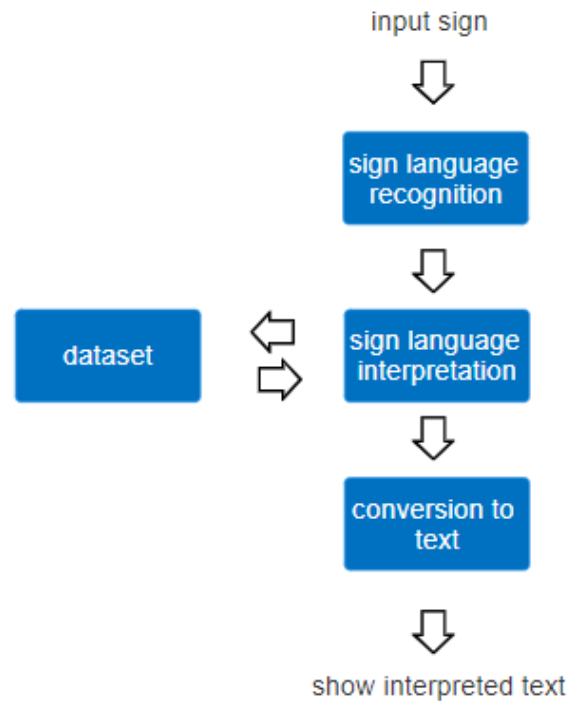 input sign
sign language
recognition
dataset
sign language
interpretation
conversion to
text
show interpreted text